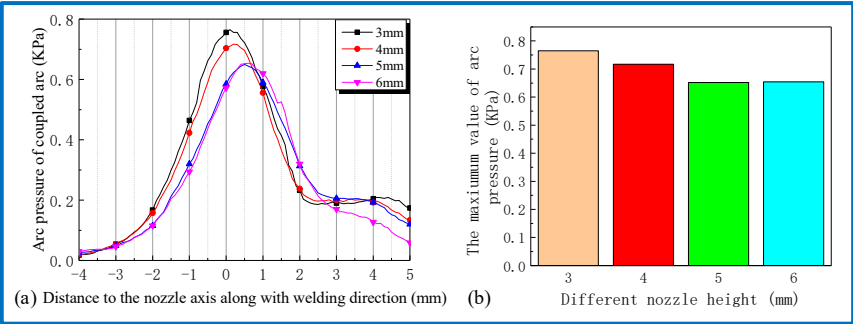 0.8
0.6
0.4
0.2
0.0
Arc pressure of coupled arc (KPa)
3mm
4mm
5mm
6mm
-4 -3 -2 -1 0 1 2 3 4 5
(a) Distance to the nozzle axis along with welding direction (mm)
0.8
0.7
0.6
0.5
0.4
0.3
0.2
0.1
0.0
The maxiumum value of arc
pressure (KPa)
3 4 5 6
(b) Different nozzle height (mm)